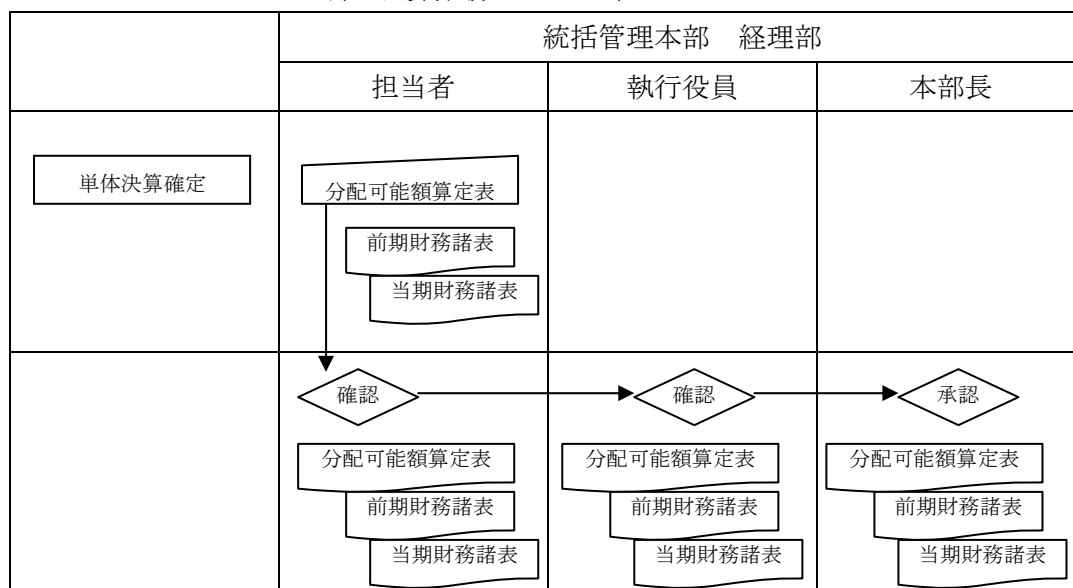 統括管理本部　経理部
担当者
執行役員
本部長
単体決算確定
分配可能額算定表
前期財務諸表
当期財務諸表
確認
確認
承認
分配可能額算定表
分配可能額算定表
分配可能額算定表
前期財務諸表
前期財務諸表
前期財務諸表
当期財務諸表
当期財務諸表
当期財務諸表